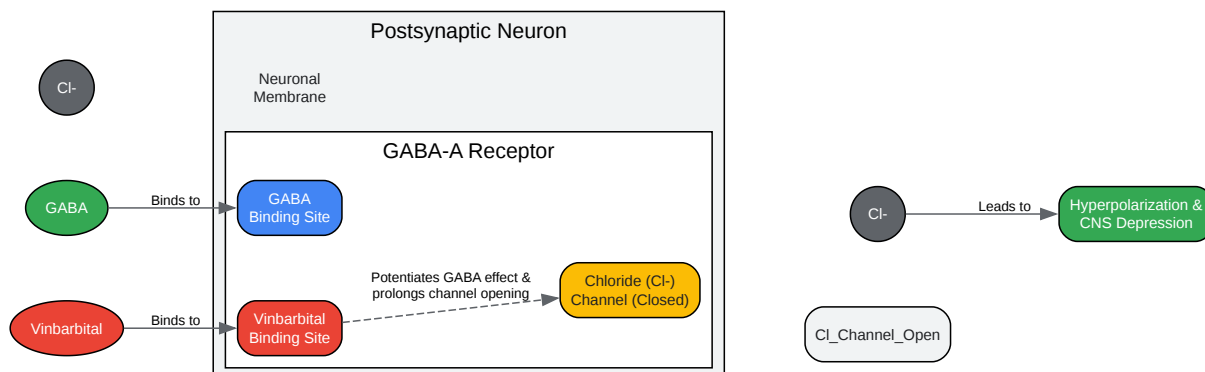 Postsynaptic Neuron
Cl-
Neuronal
Membrane
GABA-A Receptor
GABA
Binds to
GABA
Binding Site
Cl-
Leads to
Hyperpolarization &
CNS Depression
Potentiates GABA effect &
prolongs channel opening
Chloride (Cl-)
Channel (Closed)
Vinbarbital
Binds to
Vinbarbital
Binding Site
Cl_Channel_Open